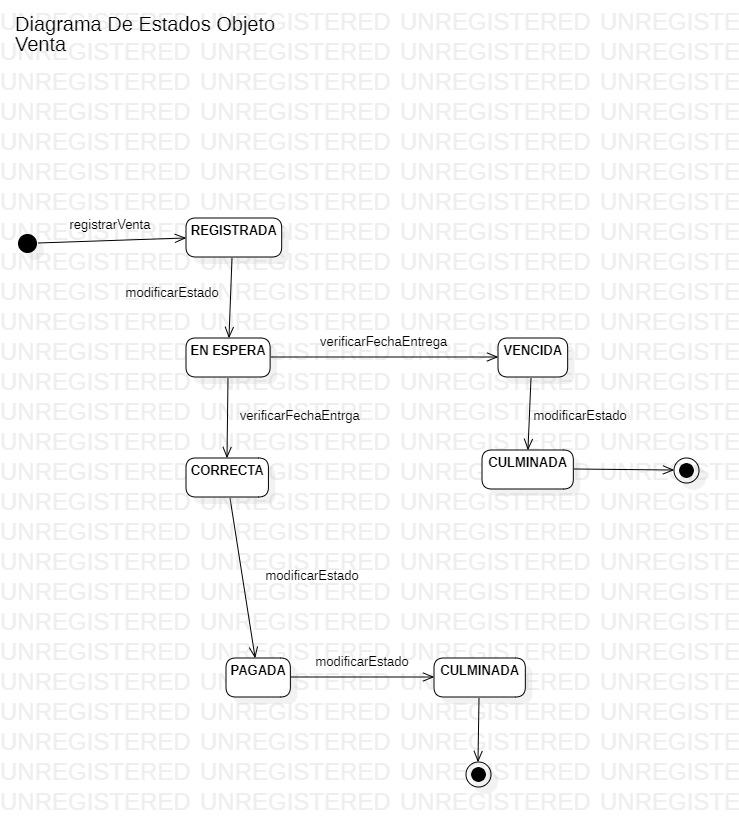 Diagrama De Estados Objeto
Venta
registrarVenta
REGISTRADA
modificarEstado
EN ESPERA
verificarFechaEntrega
VENCIDA
verificarFechaEntrga
modificarEstado
CORRECTA
CULMINADA
modificarEstado
PAGADA
modificarEstado
CULMINADA
UNREGISTERED